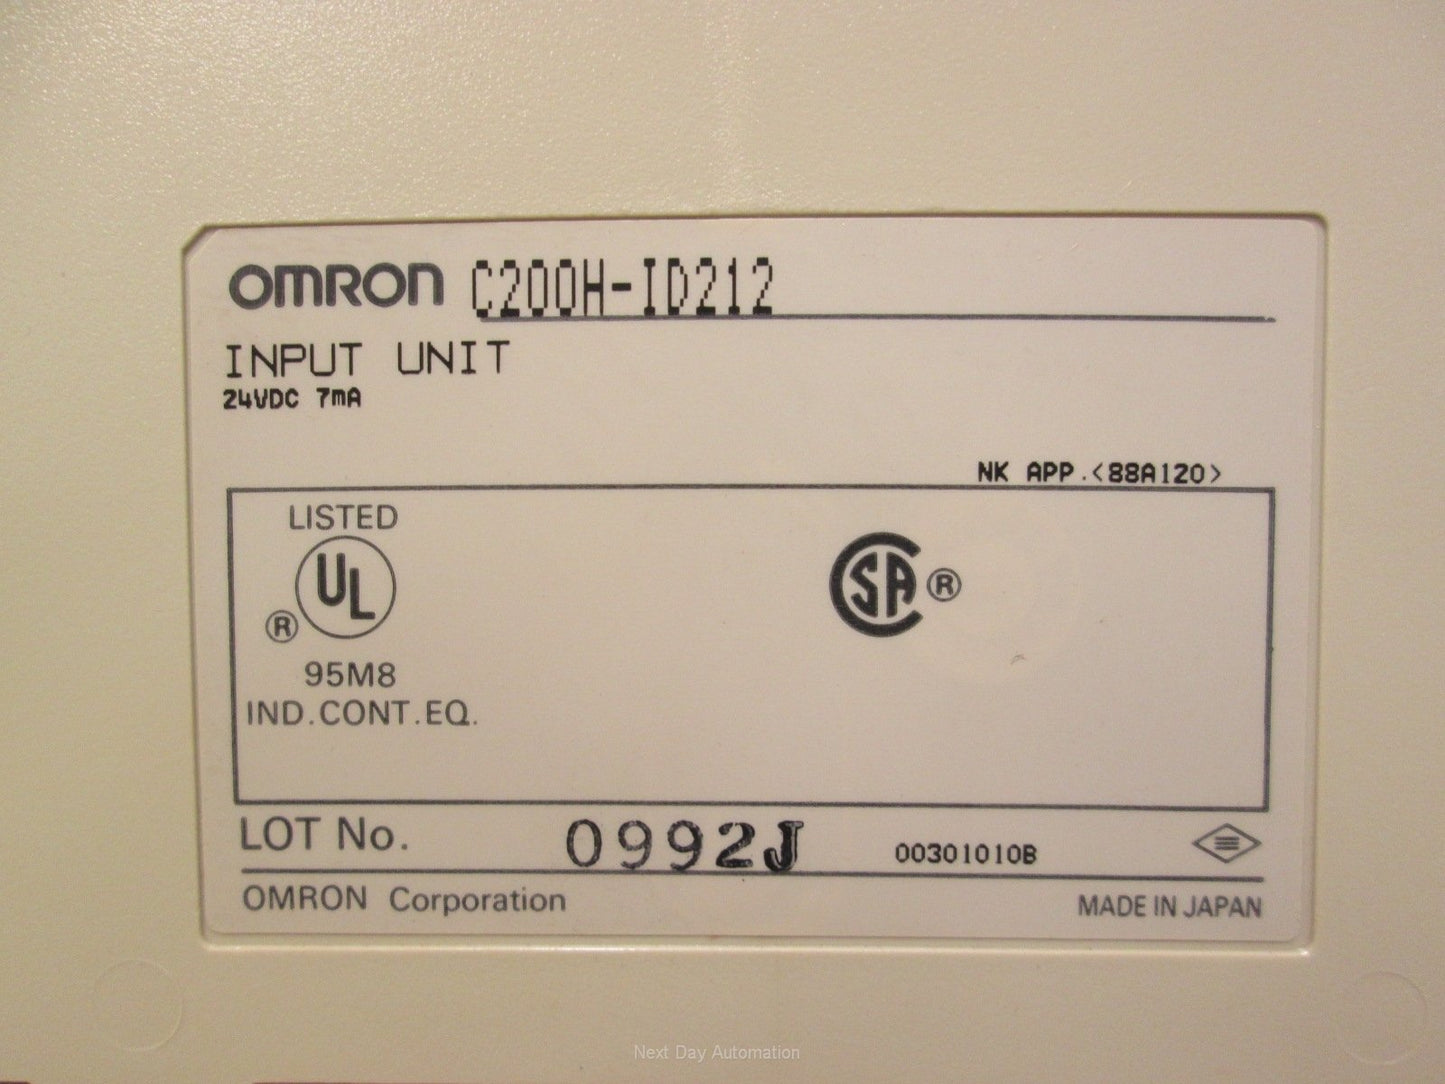 OMRON C200H-ID212
INPUT UNIT
24VDC 7mA
NK APP.<88A120>
LISTED
UL
®
95M8
IND.CONT.EQ.
CSA ®
LOT No. 0992J 00301010B
OMRON Corporation MADE IN JAPAN
Next Day Automation